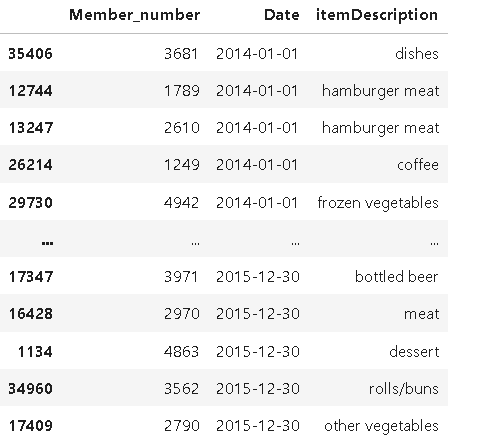 Member_number Date itemDescription
35406 3681 2014-01-01 dishes
12744 1789 2014-01-01 hamburger meat
13247 2610 2014-01-01 hamburger meat
26214 1249 2014-01-01 coffee
29730 4942 2014-01-01 frozen vegetables
... ... ... ...
17347 3971 2015-12-30 bottled beer
16428 2970 2015-12-30 meat
1134 4863 2015-12-30 dessert
34960 3562 2015-12-30 rolls/buns
17409 2790 2015-12-30 other vegetables